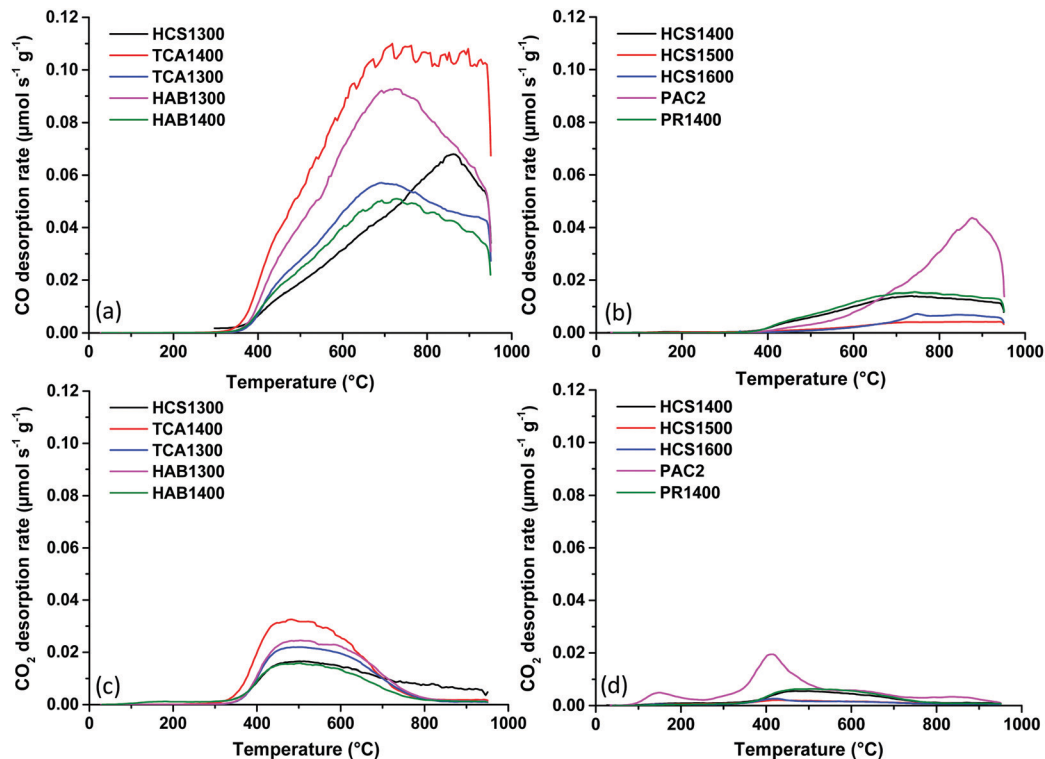 0.12
0.10
0.08
0.06
0.04
0.02
0.00
CO desorption rate (µmol s⁻¹ g⁻¹)
HCS1300
TCA1400
TCA1300
HAB1300
HAB1400
(a)
0 200 400 600 800 1000
Temperature (°C)
0.12
0.10
0.08
0.06
0.04
0.02
0.00
CO desorption rate (µmol s⁻¹ g⁻¹)
HCS1400
HCS1500
HCS1600
PAC2
PR1400
(b)
0 200 400 600 800 1000
Temperature (°C)
0.12
0.10
0.08
0.06
0.04
0.02
0.00
CO₂ desorption rate (µmol s⁻¹ g⁻¹)
HCS1300
TCA1400
TCA1300
HAB1300
HAB1400
(c)
0 200 400 600 800 1000
Temperature (°C)
0.12
0.10
0.08
0.06
0.04
0.02
0.00
CO₂ desorption rate (µmol s⁻¹ g⁻¹)
HCS1400
HCS1500
HCS1600
PAC2
PR1400
(d)
0 200 400 600 800 1000
Temperature (°C)